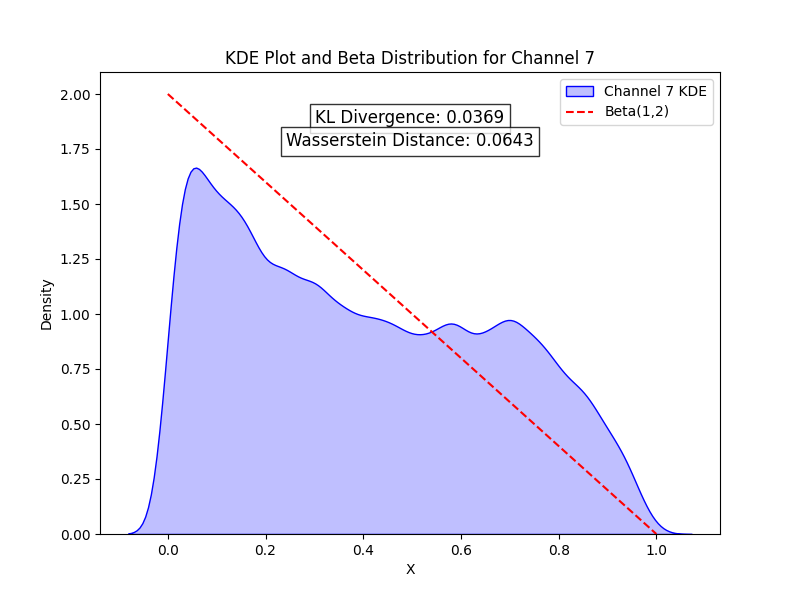 KDE Plot and Beta Distribution for Channel 7
Channel 7 KDE
Beta(1,2)
KL Divergence: 0.0369
Wasserstein Distance: 0.0643
Density
2.00
1.75
1.50
1.25
1.00
0.75
0.50
0.25
0.00
0.0 0.2 0.4 0.6 0.8 1.0
X